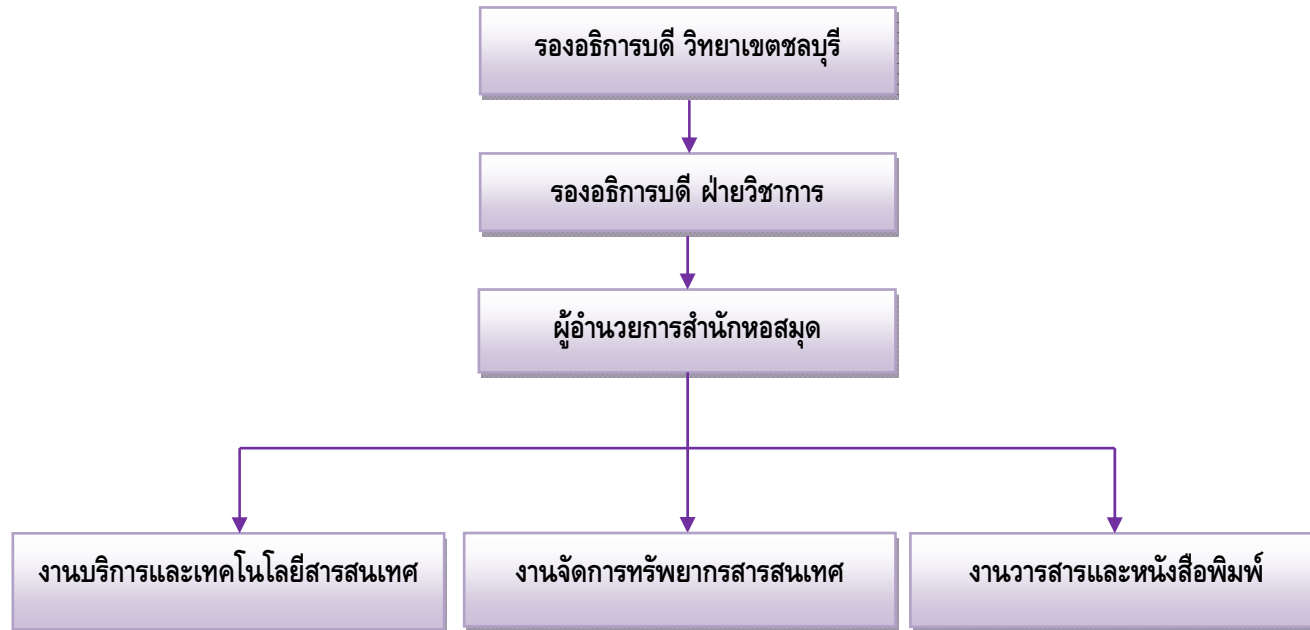 รองอธิการบดี วิทยาเขตชลบุรี
รองอธิการบดี ฝ่ายวิชาการ
ผู้อำนวยการสำนักหอสมุด
งานบริการและเทคโนโลยีสารสนเทศ
งานจัดการทรัพยากรสารสนเทศ
งานวารสารและหนังสือพิมพ์